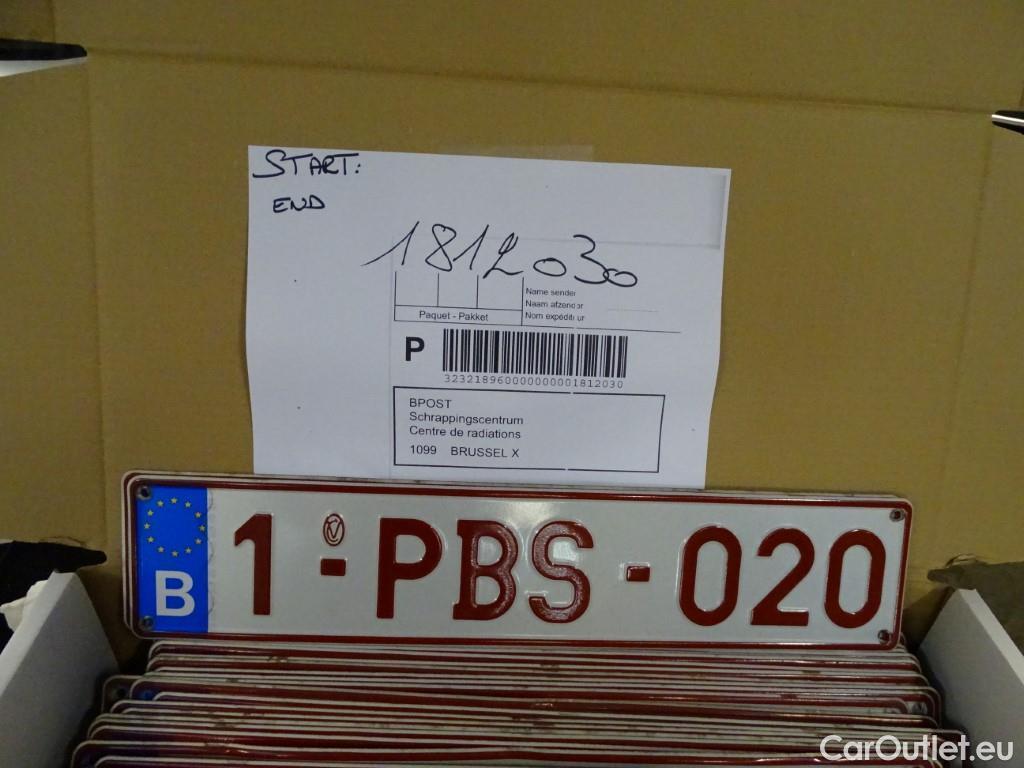 START:
END
1812030
Name sender
Naam afzender
Paquet - Pakket
Nom expéditeur
P
323218960000000001812030
BPOST
Schrappingscentrum
Centre de radiations
1099 BRUSSEL X
B 1-PBS-020
CarOutlet.eu